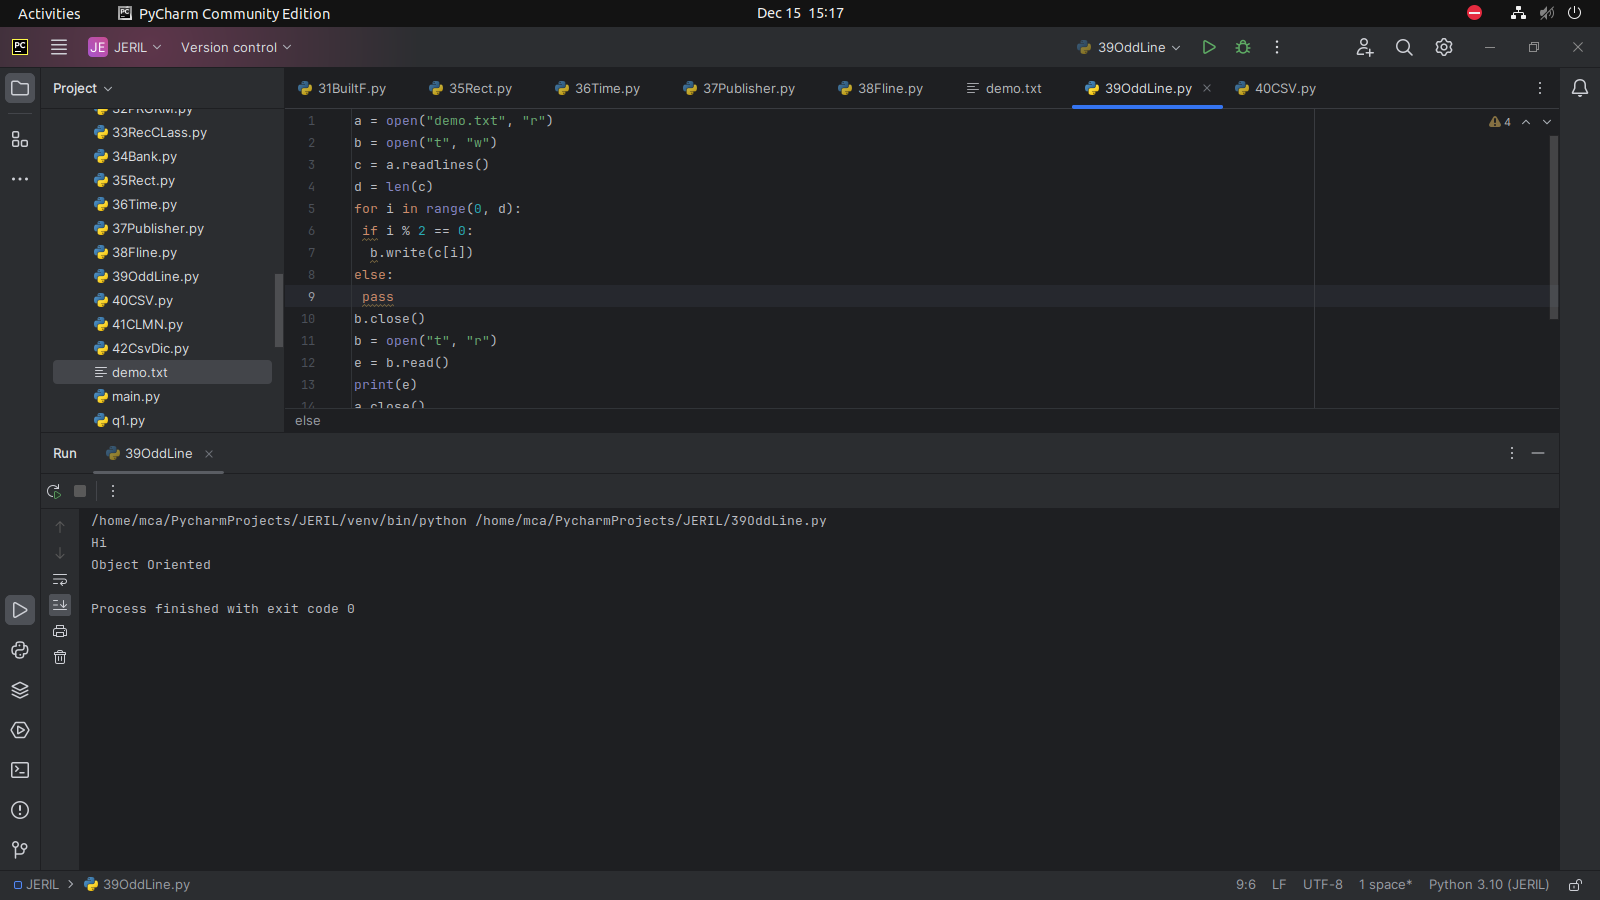 Activities
PyCharm Community Edition
Dec 15 15:17
PC
JE JERIL
Version control
39OddLine
Project
31BuiltF.py
35Rect.py
36Time.py
37Publisher.py
38Fline.py
demo.txt
39OddLine.py
40CSV.py
32PRGRM.py
33RecCLass.py
34Bank.py
35Rect.py
36Time.py
37Publisher.py
38Fline.py
39OddLine.py
40CSV.py
41CLMN.py
42CsvDic.py
demo.txt
main.py
q1.py
4
1 a = open("demo.txt", "r")
2 b = open("t", "w")
3 c = a.readlines()
4 d = len(c)
5 for i in range(0, d):
6 if i % 2 == 0:
7 b.write(c[i])
8 else:
9 pass
10 b.close()
11 b = open("t", "r")
12 e = b.read()
13 print(e)
14 a.close()
else
Run
39OddLine
/home/mca/PycharmProjects/JERIL/venv/bin/python /home/mca/PycharmProjects/JERIL/39OddLine.py
Hi
Object Oriented
Process finished with exit code 0
JERIL
39OddLine.py
9:6 LF UTF-8 1 space* Python 3.10 (JERIL)